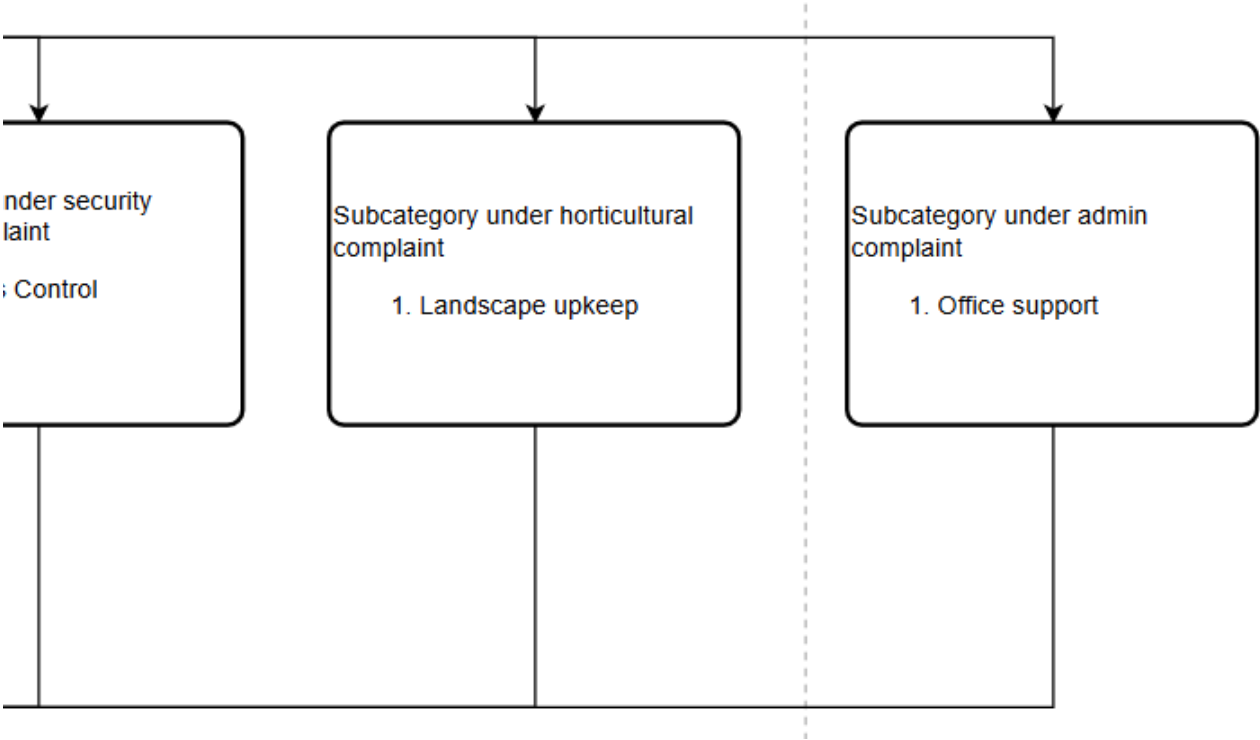 nder security
laint
Control
Subcategory under horticultural
complaint
1. Landscape upkeep
Subcategory under admin
complaint
1. Office support